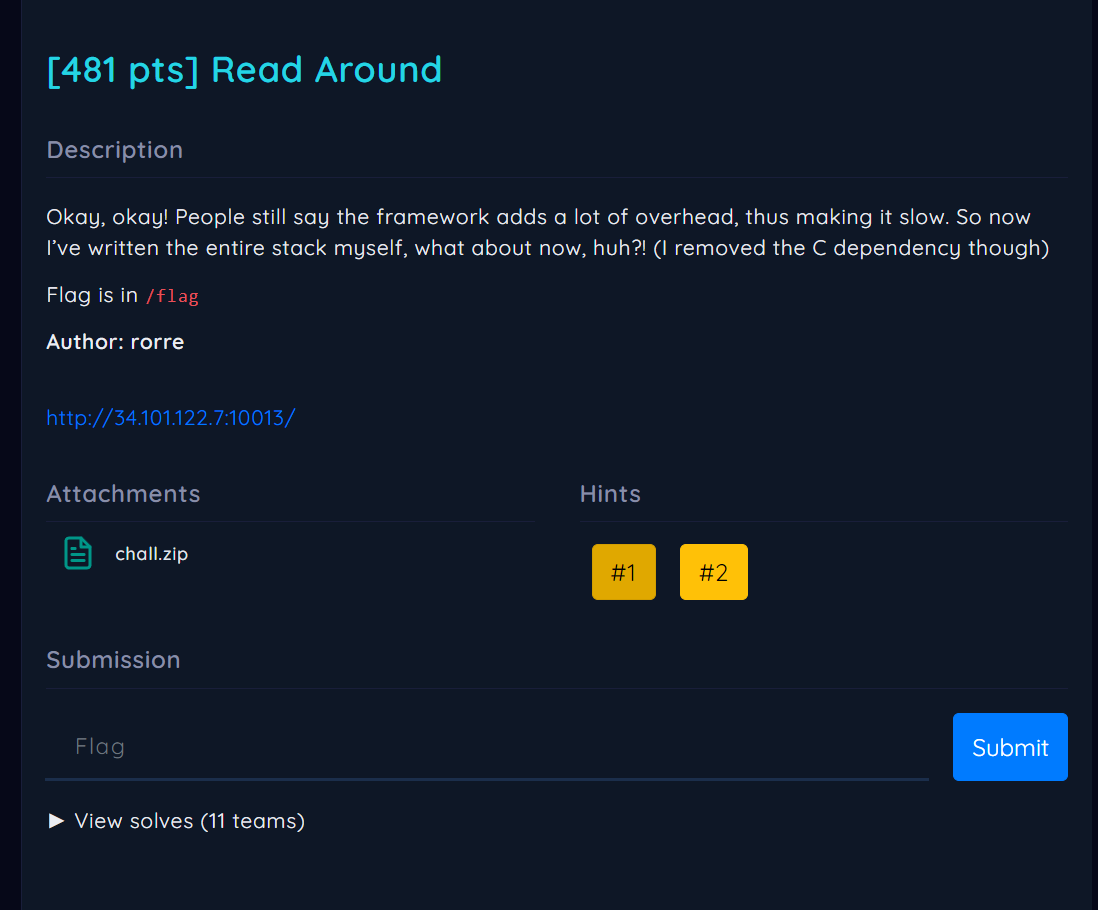 [481 pts] Read Around
Description
Okay, okay! People still say the framework adds a lot of overhead, thus making it slow. So now
I’ve written the entire stack myself, what about now, huh?! (I removed the C dependency though)
Flag is in /flag
Author: rorre
http://34.101.122.7:10013/
Attachments
Hints
chall.zip
#1
#2
Submission
Flag
Submit
► View solves (11 teams)